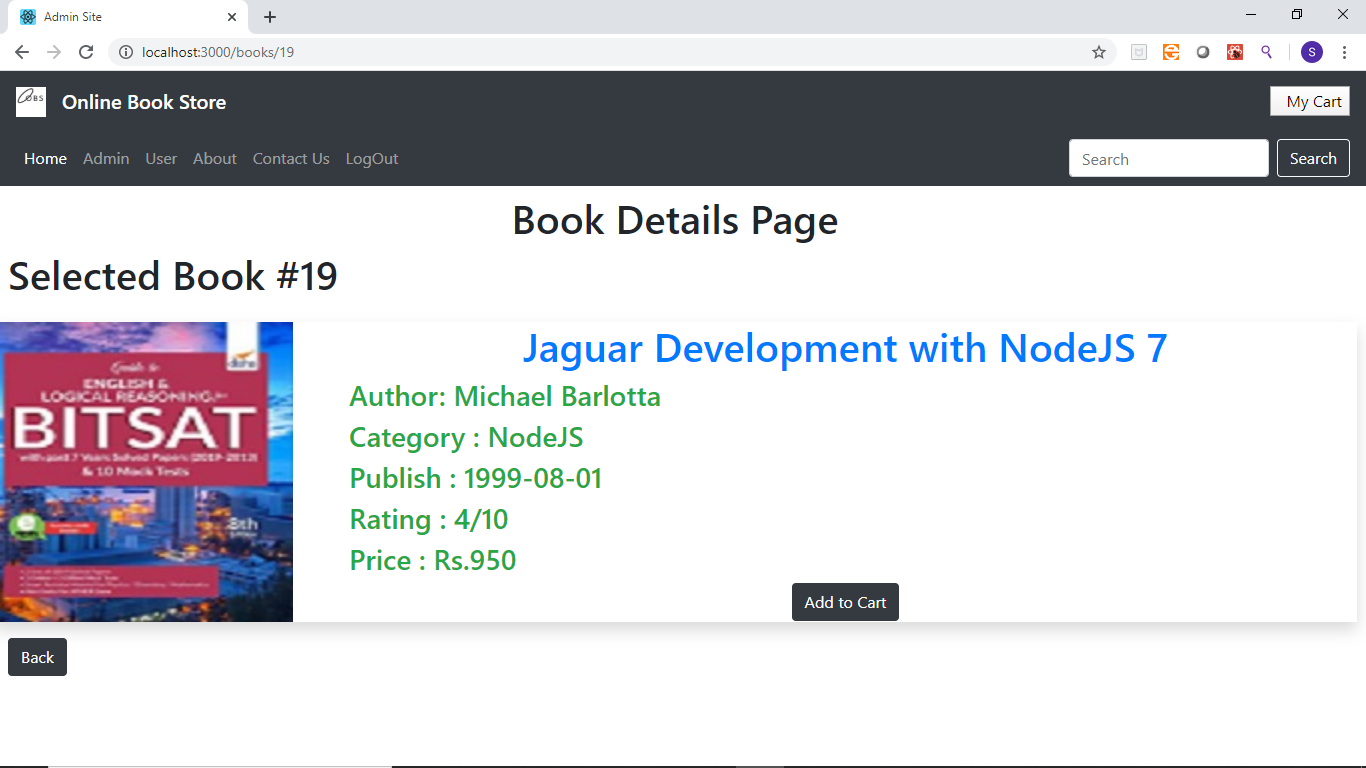 Admin Site
localhost:3000/books/19
S
OBS
Online Book Store
My Cart
Home Admin User About Contact Us LogOut
Search
Search
Book Details Page
Selected Book #19
Guide to
ENGLISH &
LOGICAL REASONING for
BITSAT
with past 7 Years Solved Papers (2019-2013)
& 10 Mock Tests
8th
Jaguar Development with NodeJS 7
Author: Michael Barlotta
Category : NodeJS
Publish : 1999-08-01
Rating : 4/10
Price : Rs.950
Add to Cart
Back